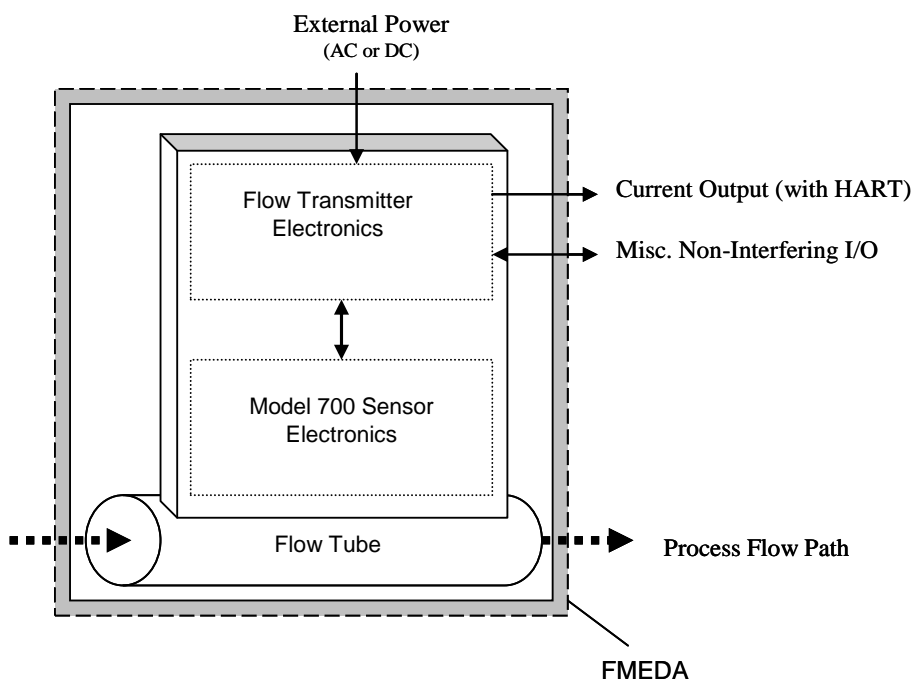 External Power
(AC or DC)
Flow Transmitter
Electronics
Current Output (with HART)
Misc. Non-Interfering I/O
Model 700 Sensor
Electronics
Flow Tube
Process Flow Path
FMEDA